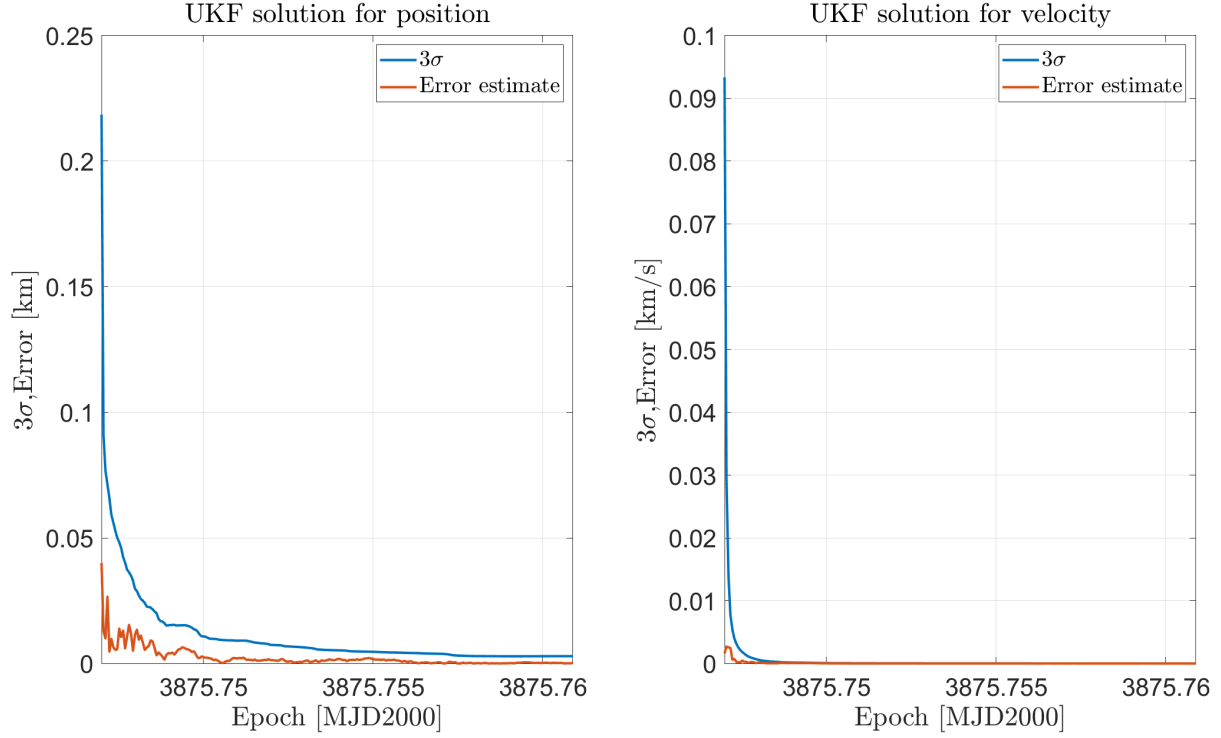 UKF solution for position
0.25
0.2
0.15
0.1
0.05
0
3σ,Error [km]
3σ
Error estimate
3875.75
3875.755
3875.76
Epoch [MJD2000]
UKF solution for velocity
0.1
0.09
0.08
0.07
0.06
0.05
0.04
0.03
0.02
0.01
0
3σ,Error [km/s]
3σ
Error estimate
3875.75
3875.755
3875.76
Epoch [MJD2000]